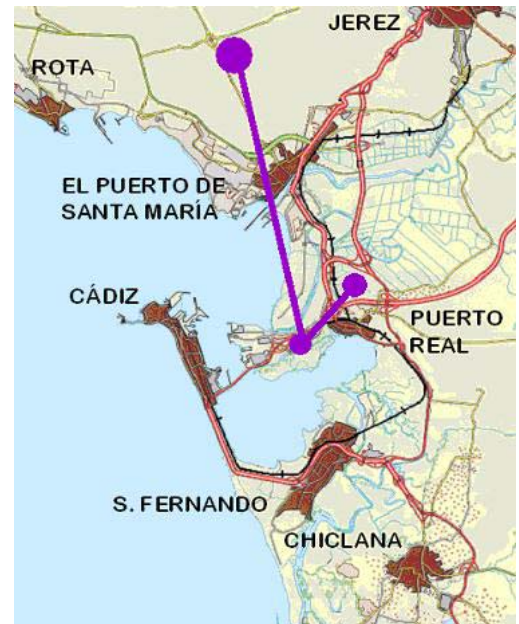 JEREZ
ROTA
EL PUERTO DE
SANTA MARÍA
CÁDIZ
PUERTO
REAL
S. FERNANDO
CHICLANA